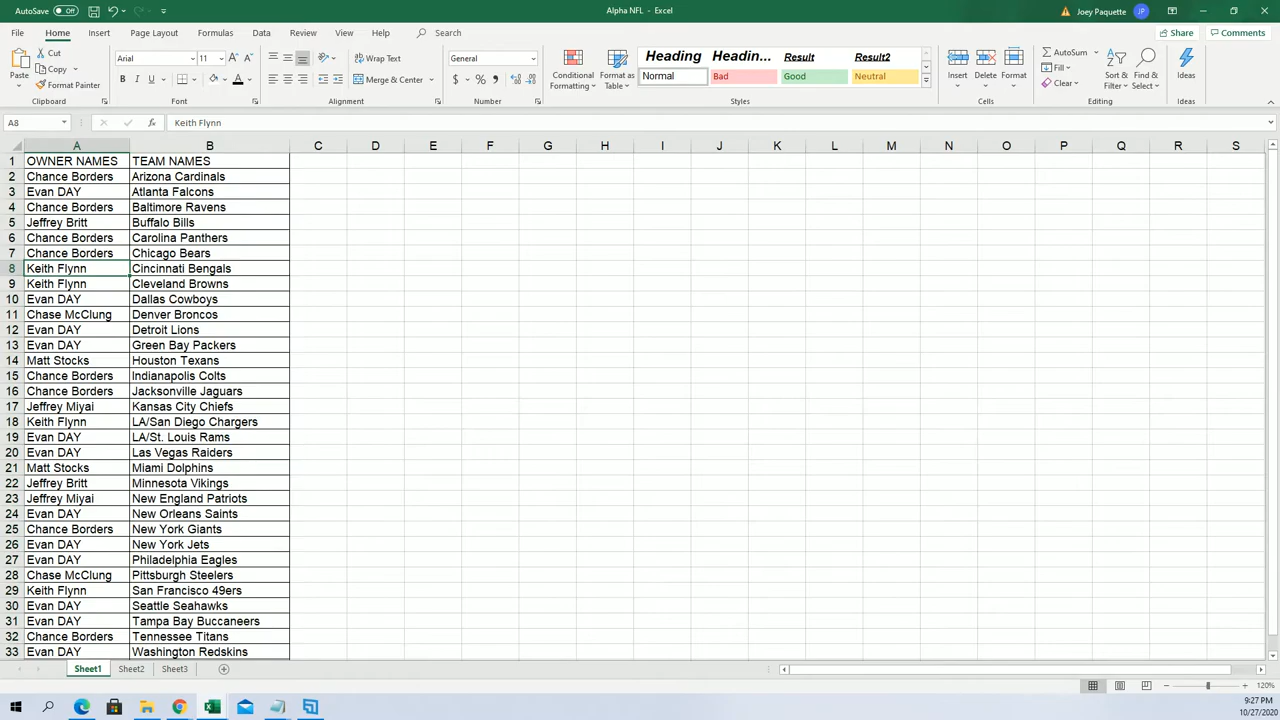 AutoSave Off Alpha NFL - Excel Joey Paquette JP
File Home Insert Page Layout Formulas Data Review View Help Search Share Comments
Paste Cut Copy Format Painter Clipboard
Arial 11 A A B I U A Font
ab Wrap Text Merge & Center Alignment
General $ % , Number
Conditional Formatting Format as Table
Heading Headin... Result Result2
Normal Bad Good Neutral
Styles
Insert Delete Format Cells
AutoSum Fill Clear Sort & Filter Find & Select Editing
Ideas Ideas
A8 fx Keith Flynn
A B C D E F G H I J K L M N O P Q R S
1 OWNER NAMES TEAM NAMES
2 Chance Borders Arizona Cardinals
3 Evan DAY Atlanta Falcons
4 Chance Borders Baltimore Ravens
5 Jeffrey Britt Buffalo Bills
6 Chance Borders Carolina Panthers
7 Chance Borders Chicago Bears
8 Keith Flynn Cincinnati Bengals
9 Keith Flynn Cleveland Browns
10 Evan DAY Dallas Cowboys
11 Chase McClung Denver Broncos
12 Evan DAY Detroit Lions
13 Evan DAY Green Bay Packers
14 Matt Stocks Houston Texans
15 Chance Borders Indianapolis Colts
16 Chance Borders Jacksonville Jaguars
17 Jeffrey Miyai Kansas City Chiefs
18 Keith Flynn LA/San Diego Chargers
19 Evan DAY LA/St. Louis Rams
20 Evan DAY Las Vegas Raiders
21 Matt Stocks Miami Dolphins
22 Jeffrey Britt Minnesota Vikings
23 Jeffrey Miyai New England Patriots
24 Evan DAY New Orleans Saints
25 Chance Borders New York Giants
26 Evan DAY New York Jets
27 Evan DAY Philadelphia Eagles
28 Chase McClung Pittsburgh Steelers
29 Keith Flynn San Francisco 49ers
30 Evan DAY Seattle Seahawks
31 Evan DAY Tampa Bay Buccaneers
32 Chance Borders Tennessee Titans
33 Evan DAY Washington Redskins
Sheet1 Sheet2 Sheet3
120%
9:27 PM
10/27/2020